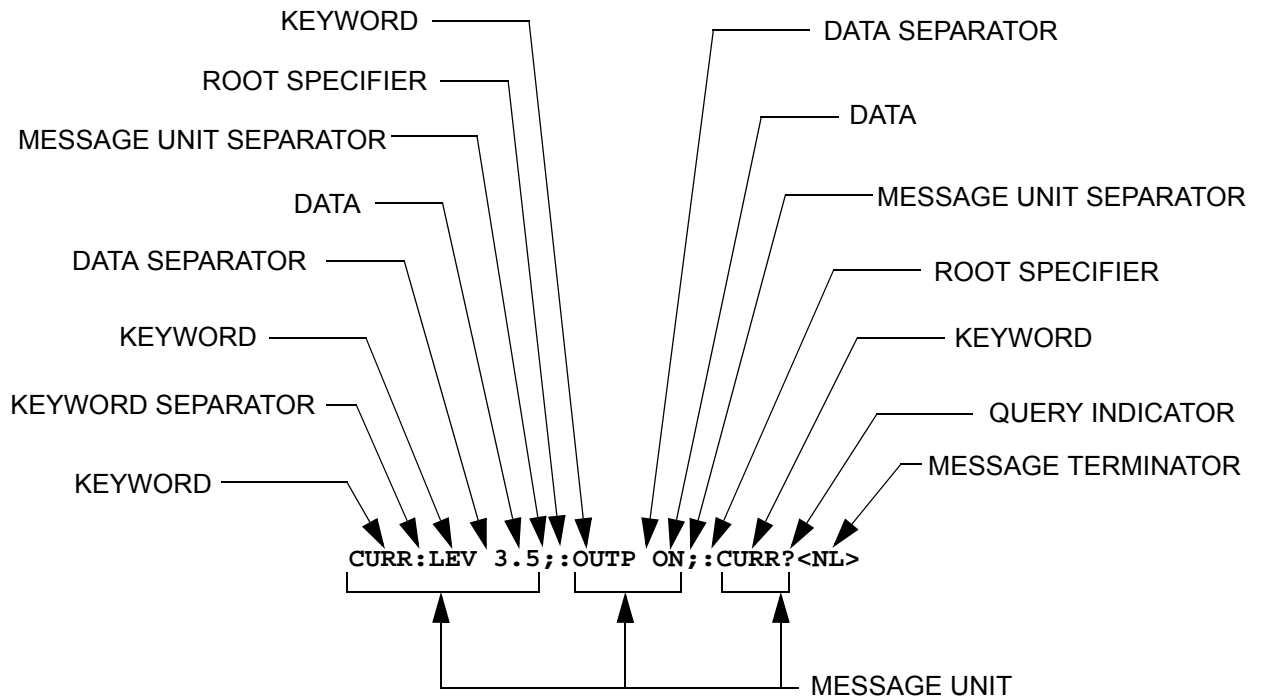 KEYWORD
DATA SEPARATOR
ROOT SPECIFIER
DATA
MESSAGE UNIT SEPARATOR
MESSAGE UNIT SEPARATOR
DATA
DATA SEPARATOR
ROOT SPECIFIER
KEYWORD
KEYWORD
KEYWORD SEPARATOR
QUERY INDICATOR
MESSAGE TERMINATOR
KEYWORD
CURR:LEV 3.5;:OUTP ON;:CURR?<NL>
MESSAGE UNIT